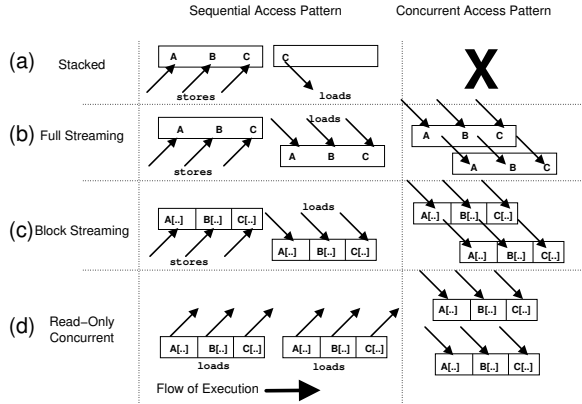 Sequential Access Pattern
Concurrent Access Pattern
(a) Stacked
A B C
C
stores
loads
X
(b) Full Streaming
A B C
stores
loads
A B C
A B C
A B C
(c) Block Streaming
A[..] B[..] C[..]
stores
loads
A[..] B[..] C[..]
A[..] B[..] C[..]
A[..] B[..] C[..]
(d) Read-Only
Concurrent
A[..] B[..] C[..]
loads
A[..] B[..] C[..]
loads
A[..] B[..] C[..]
A[..] B[..] C[..]
Flow of Execution